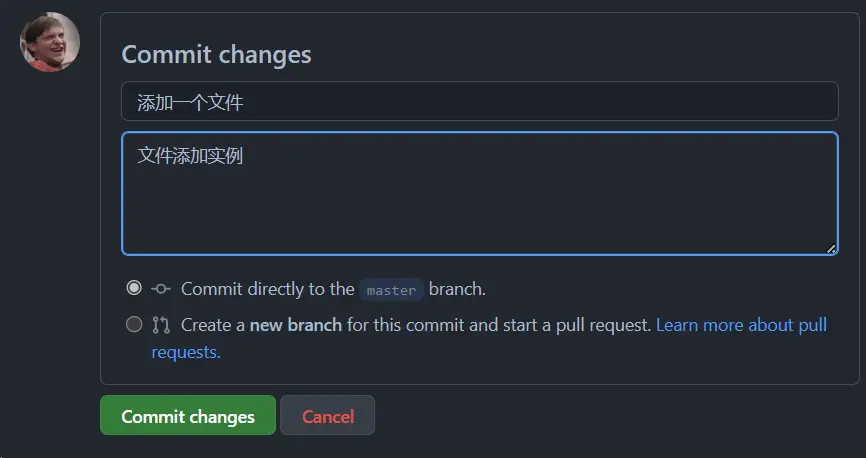 Commit changes
添加一个文件
文件添加实例
Commit directly to the master branch.
Create a new branch for this commit and start a pull request. Learn more about pull
requests.
Commit changes
Cancel